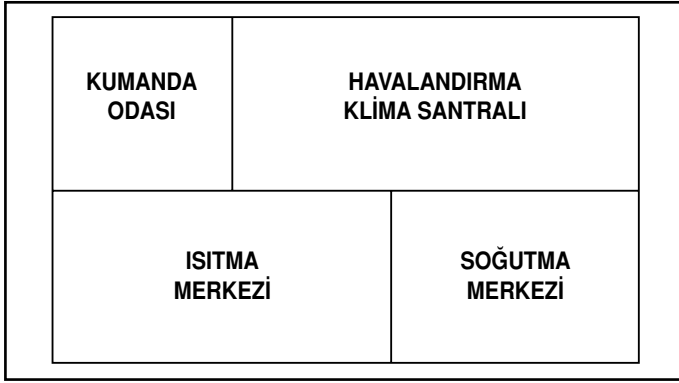 KUMANDA
ODASI
HAVALANDIRMA
KLİMA SANTRALI
ISITMA
MERKEZİ
SOĞUTMA
MERKEZİ